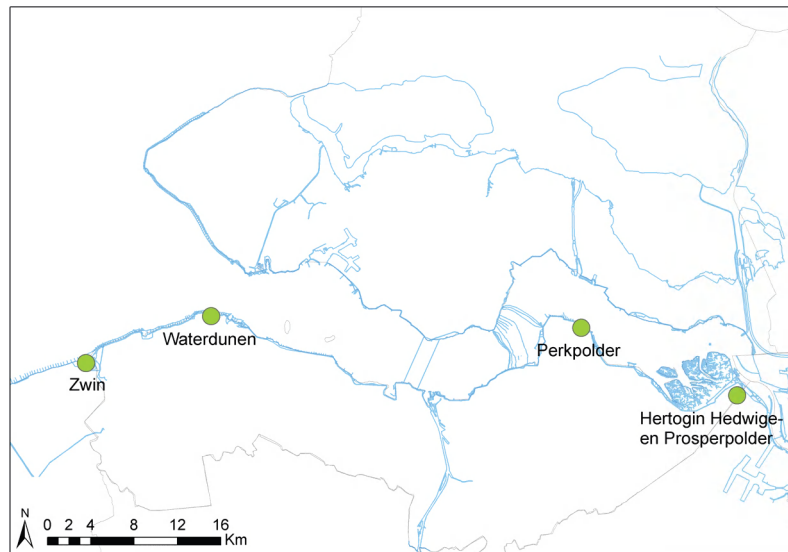 Waterdunen
Perkpolder
Zwin
Hertogin Hedwige-
en Prosperpolder
N
0 2 4 8 12 16
Km